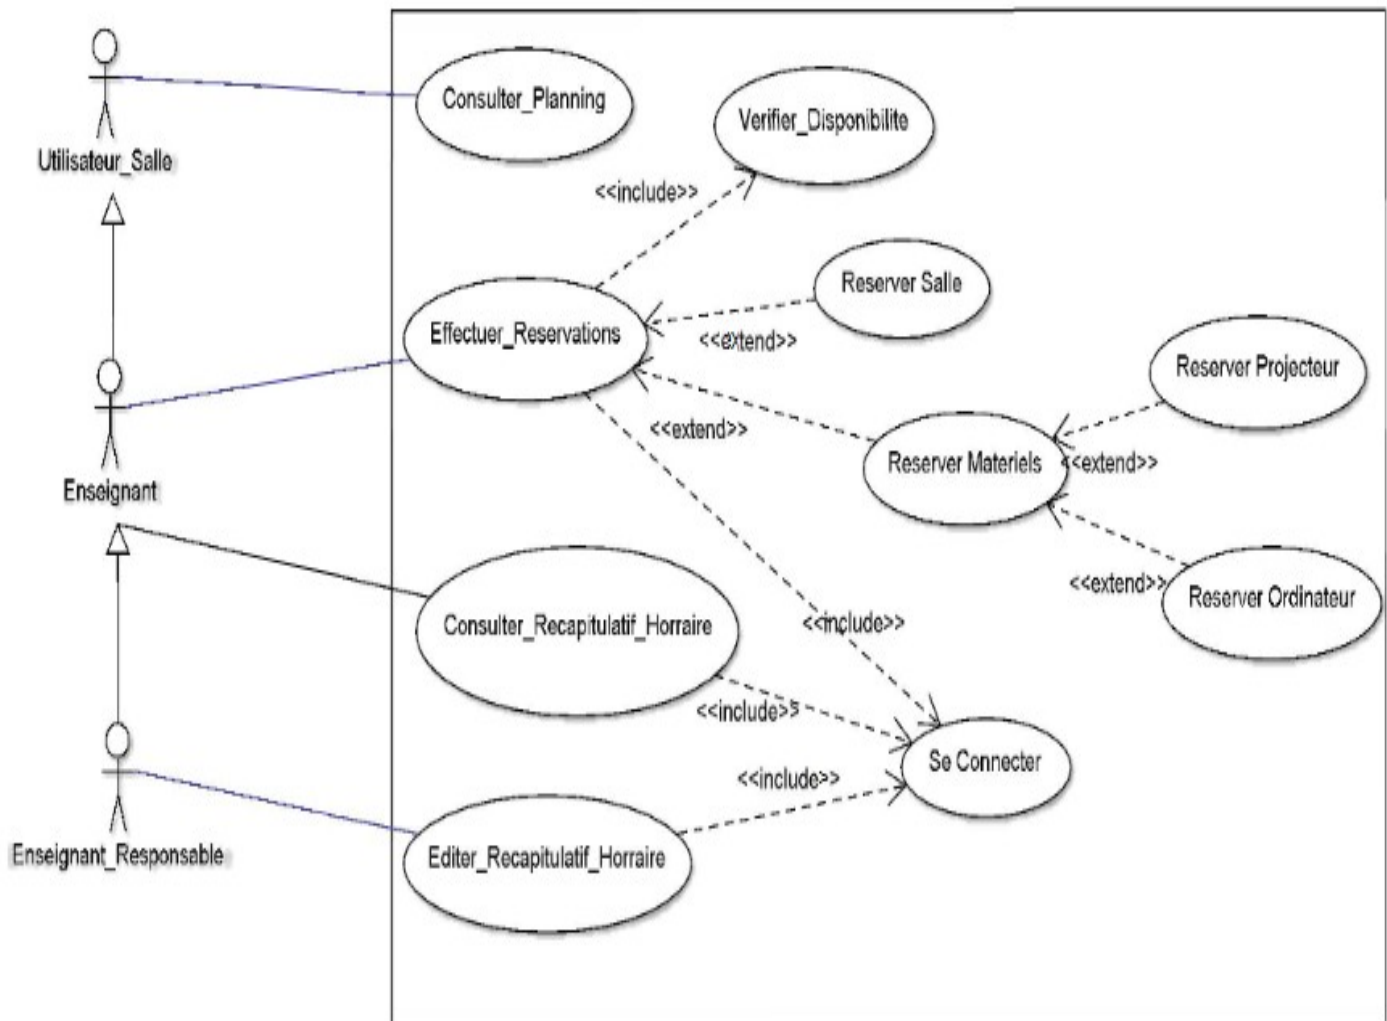 Utilisateur_Salle
Consulter_Planning
Verifier_Disponibilite
<<include>>
Reserver Salle
Effectuer_Reservations
<<extend>>
Reserver Projecteur
<<extend>>
Reserver Materiels
<<extend>>
Enseignant
<<extend>>
Reserver Ordinateur
Consulter_Recapitulatif_Horraire
<<include>>
<<include>>
Se Connecter
<<include>>
Enseignant_Responsable
Editer_Recapitulatif_Horraire